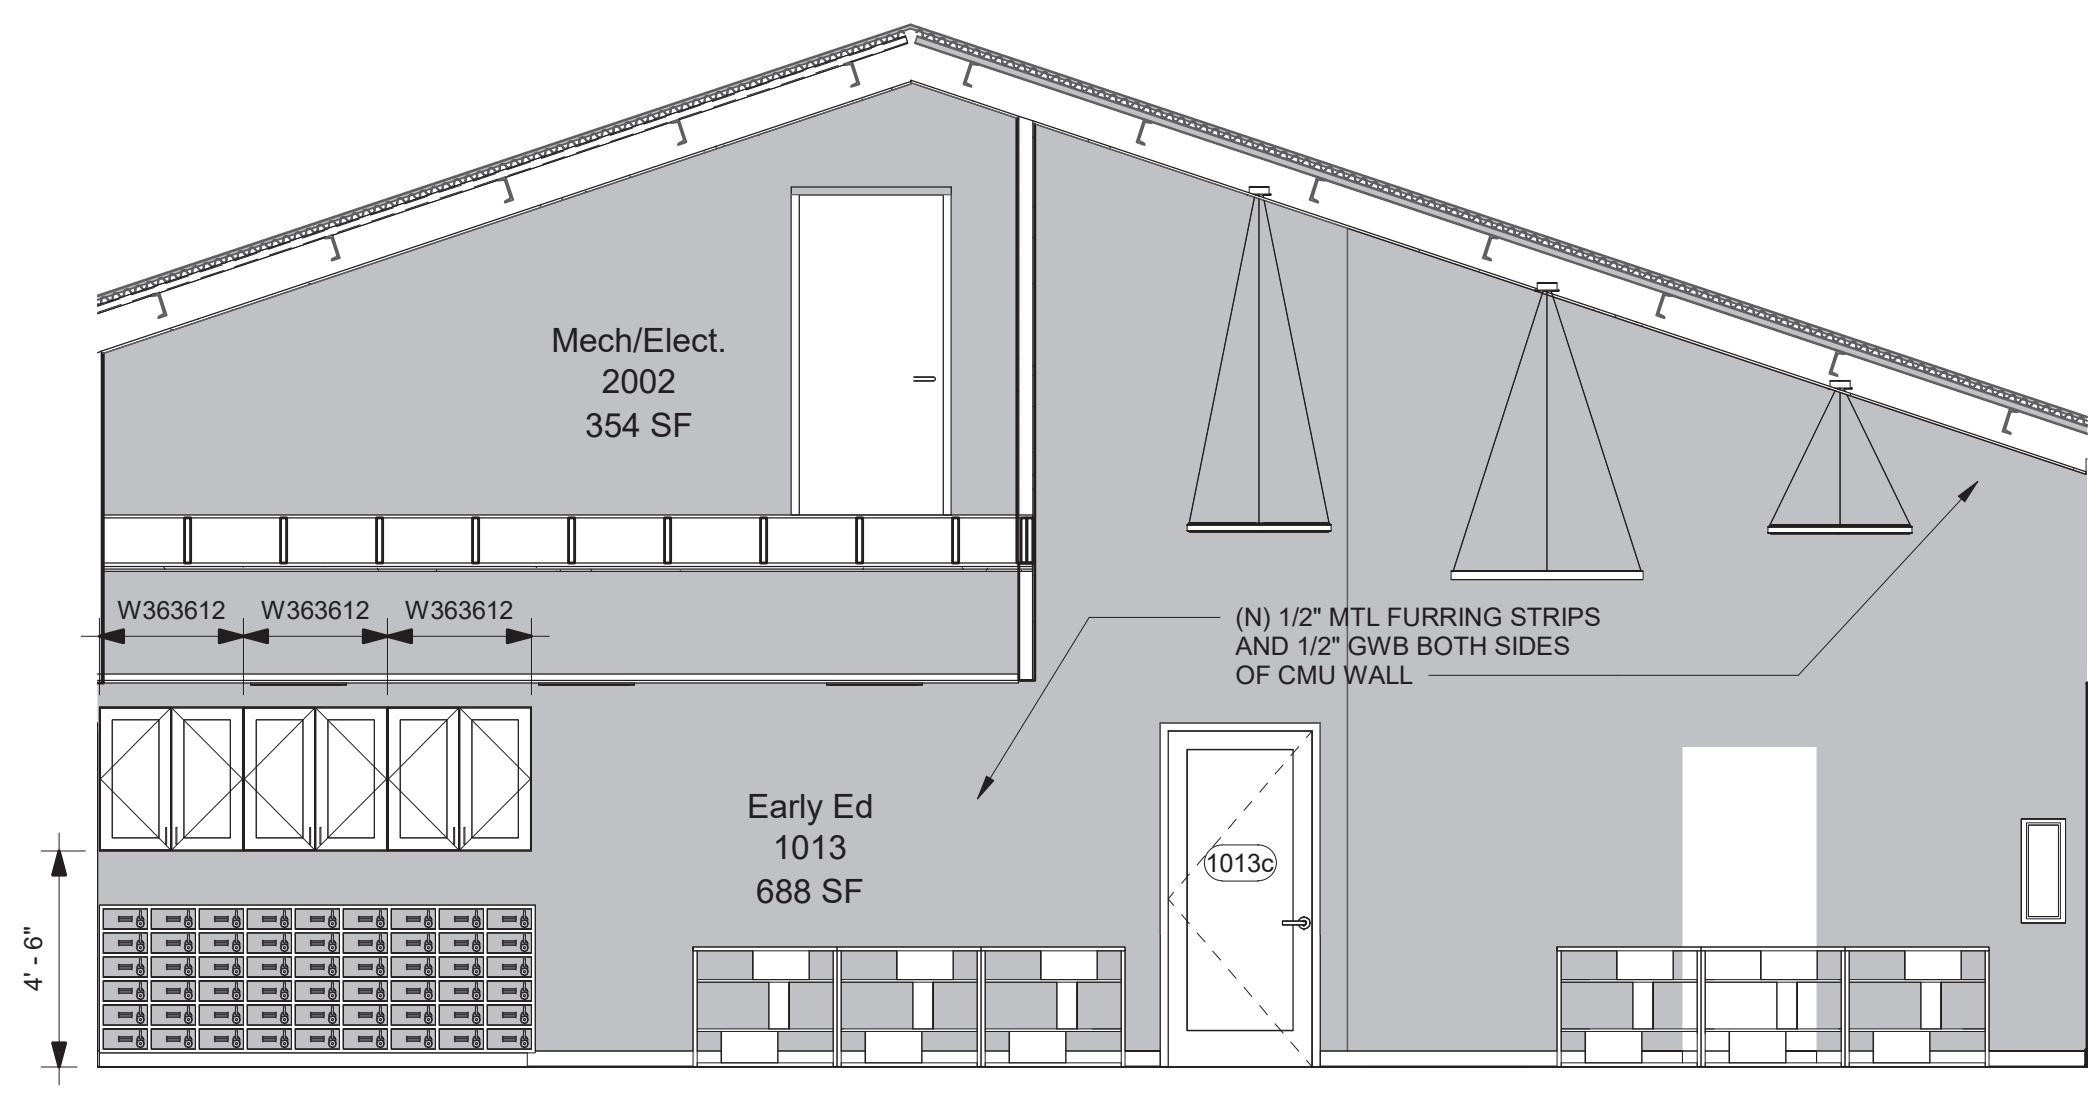 Mech/Elect.
2002
354 SF
W363612
W363612
W363612
(N) 1/2" MTL FURRING STRIPS
AND 1/2" GWB BOTH SIDES
OF CMU WALL
Early Ed
1013
688 SF
1013c
4' - 6"